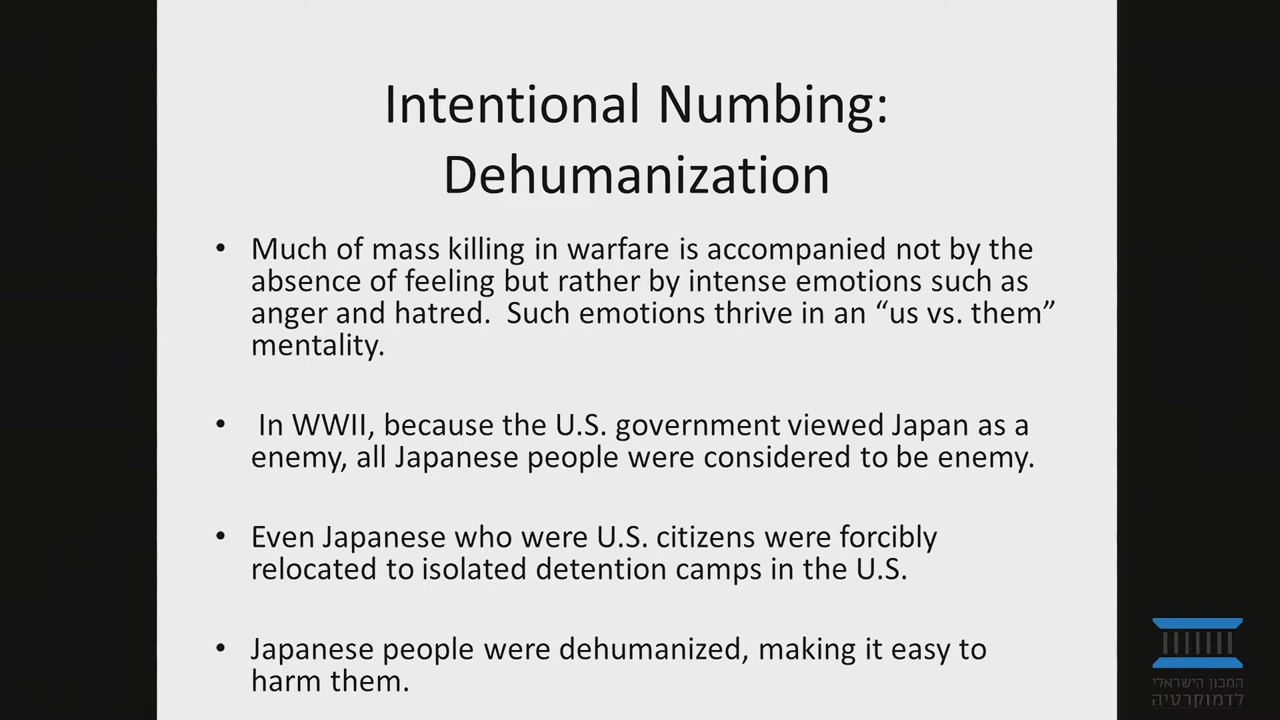 Intentional Numbing:
Dehumanization
• Much of mass killing in warfare is accompanied not by the
absence of feeling but rather by intense emotions such as
anger and hatred.  Such emotions thrive in an “us vs. them”
mentality.
•  In WWII, because the U.S. government viewed Japan as a
enemy, all Japanese people were considered to be enemy.
• Even Japanese who were U.S. citizens were forcibly
relocated to isolated detention camps in the U.S.
• Japanese people were dehumanized, making it easy to
harm them.
המכון הישראלי
לדמוקרטיה